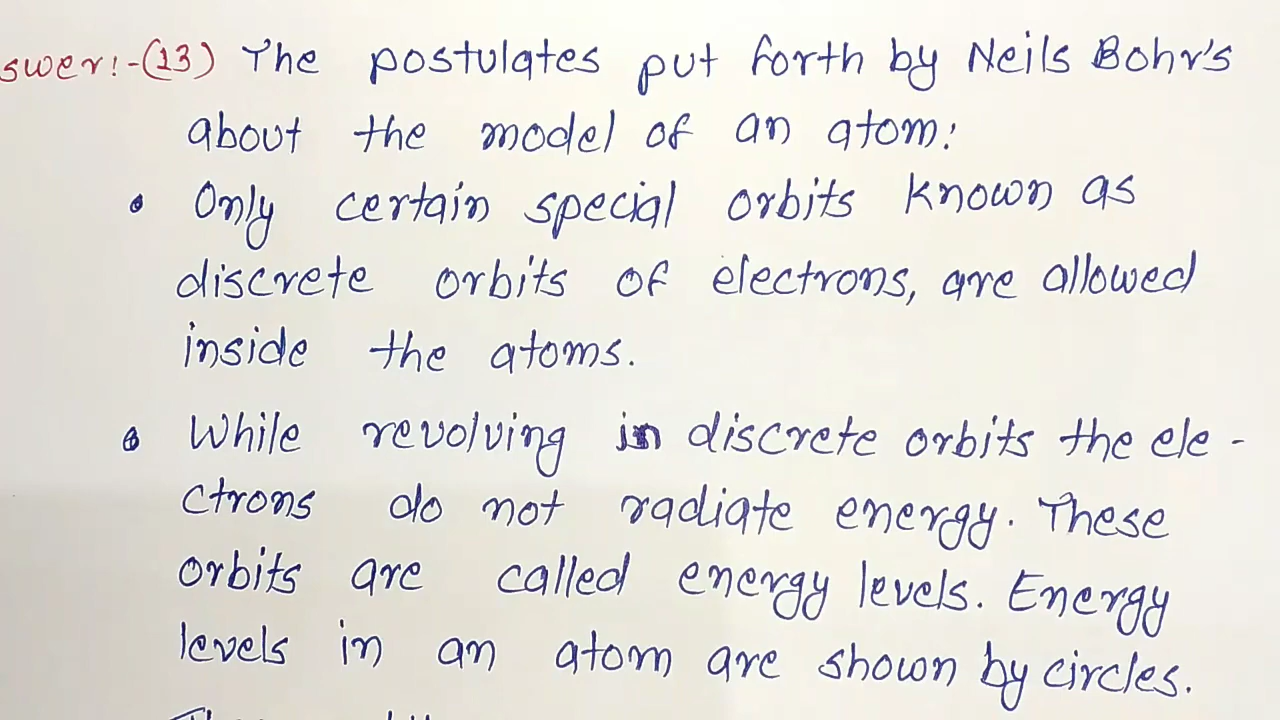 swer:-(13) The postulates put forth by Neils Bohr's
about the model of an atom:
• Only certain special orbits known as
discrete orbits of electrons, are allowed
inside the atoms.
• While revolving in discrete orbits the ele-
ctrons do not radiate energy. These
orbits are called energy levels. Energy
levels in an atom are shown by circles.